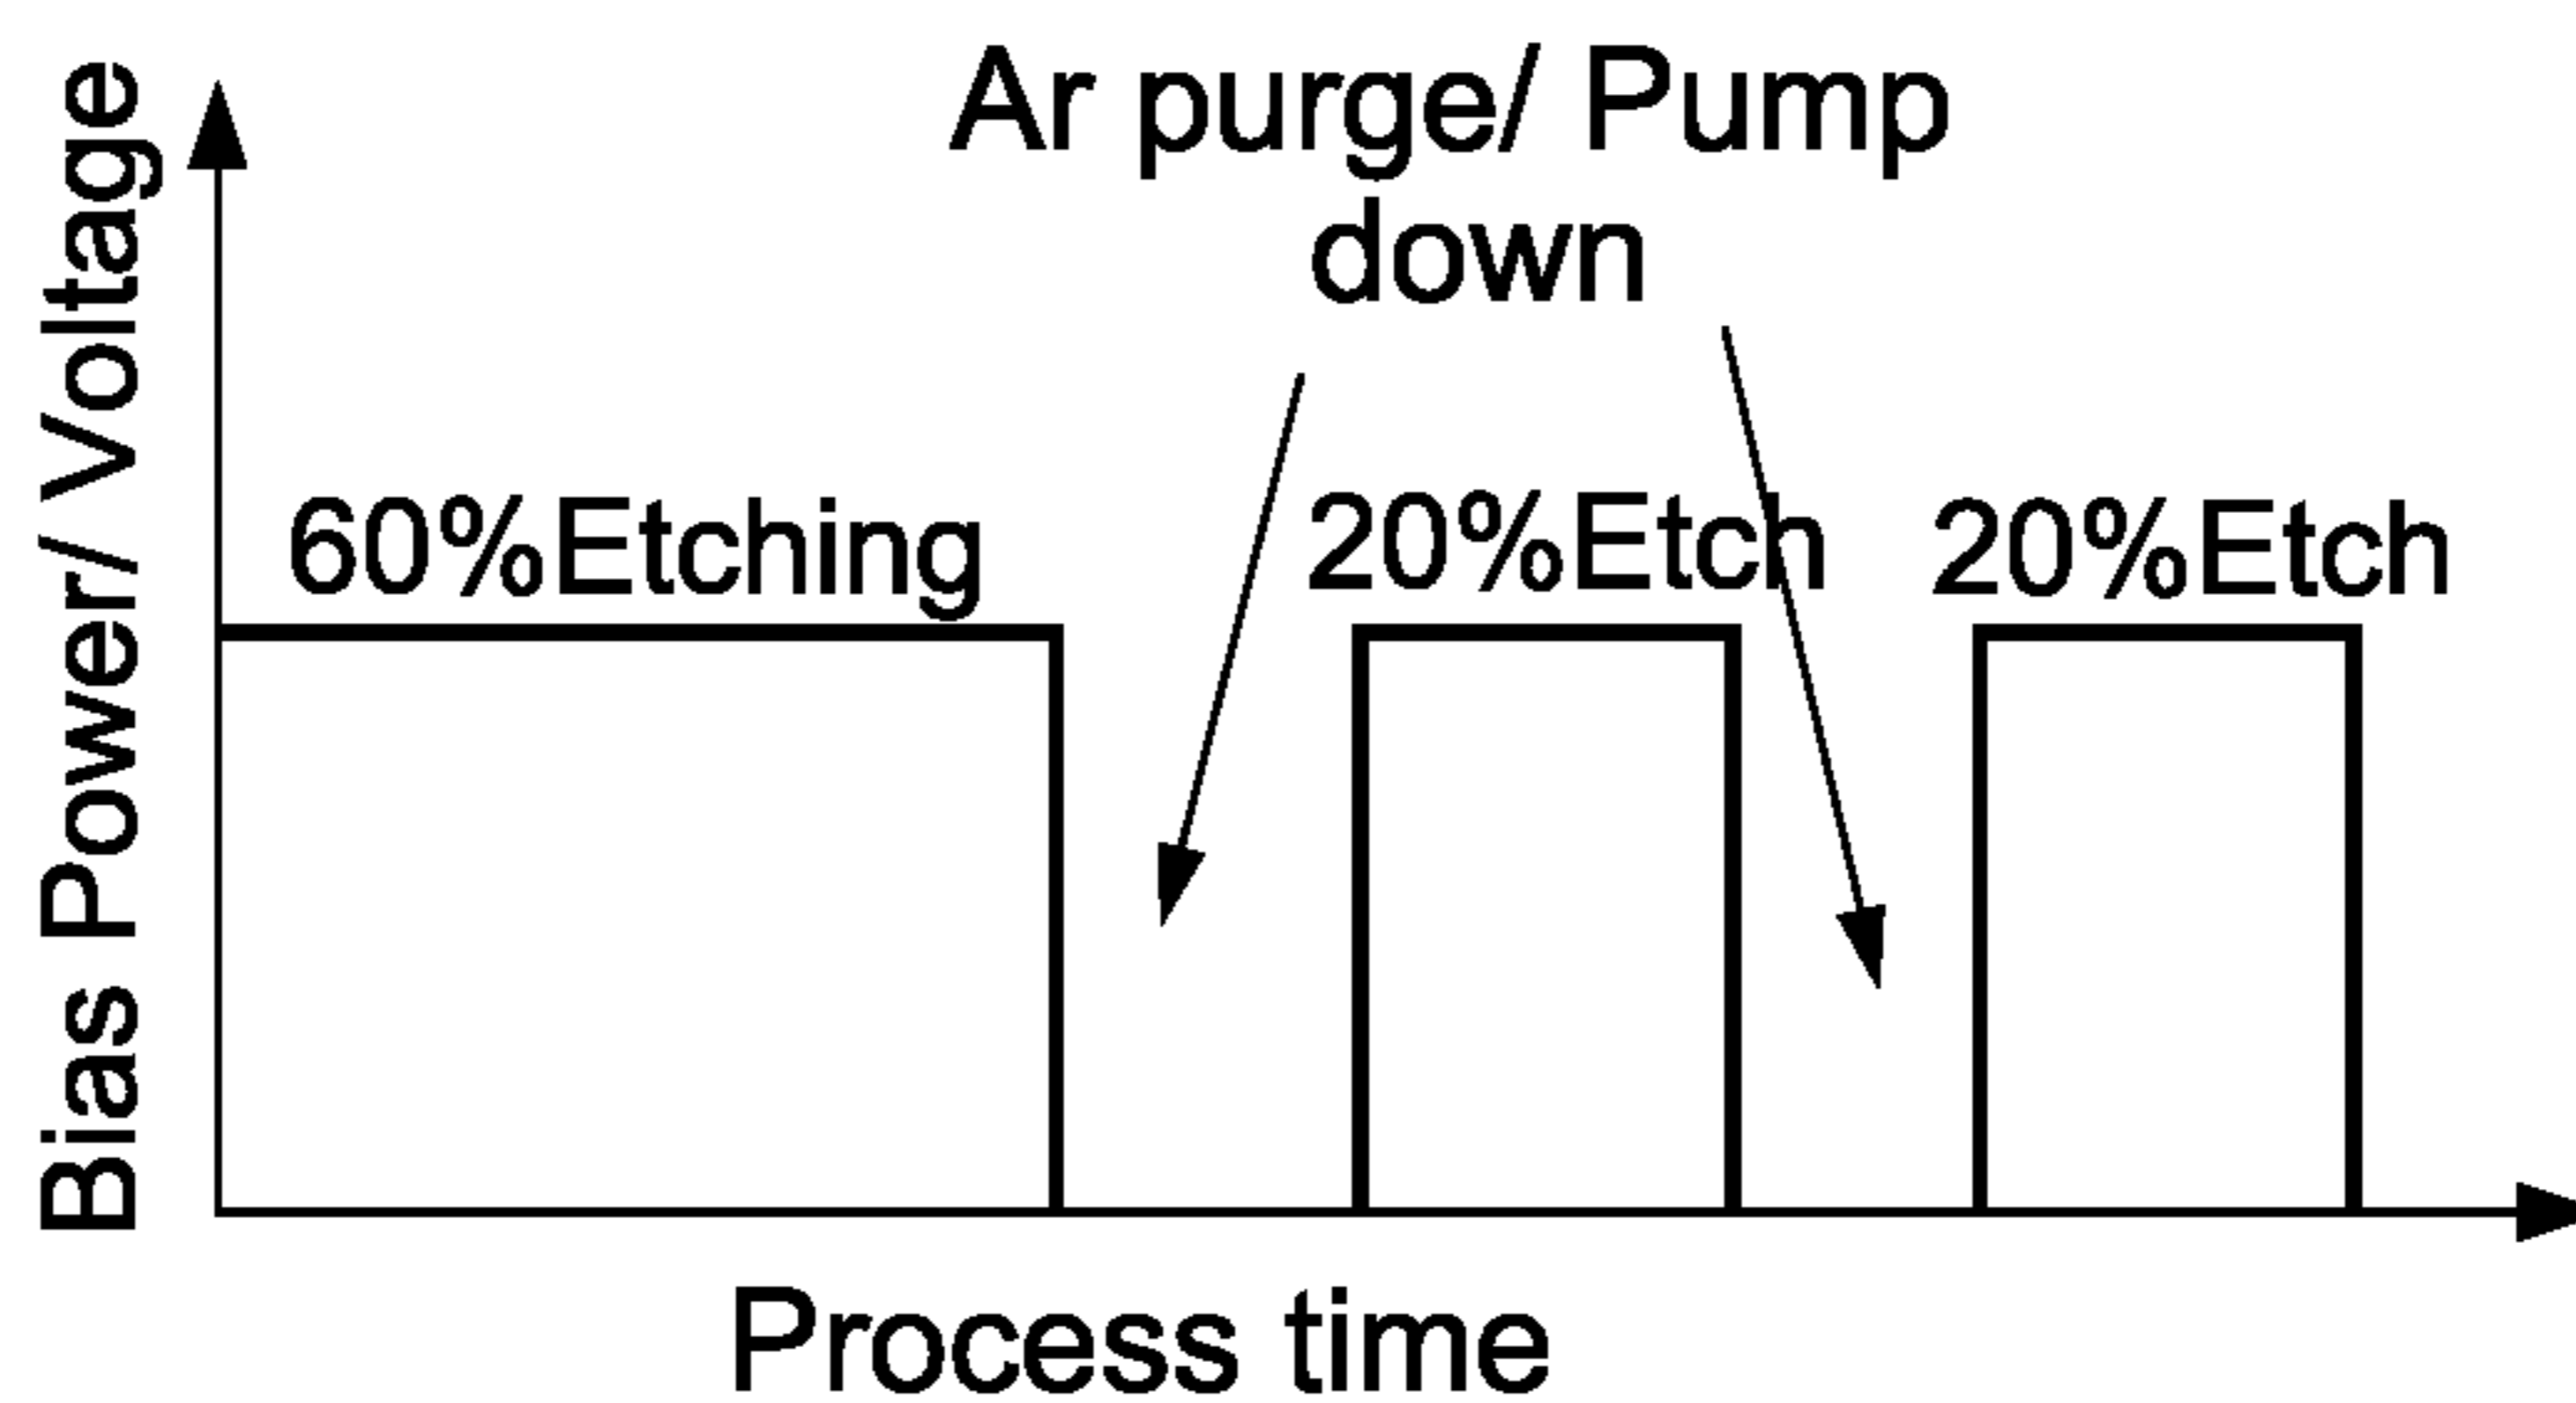 Bias Power/ Voltage
Ar purge/ Pump
down
60%Etching
20%Etch
20%Etch
Process time